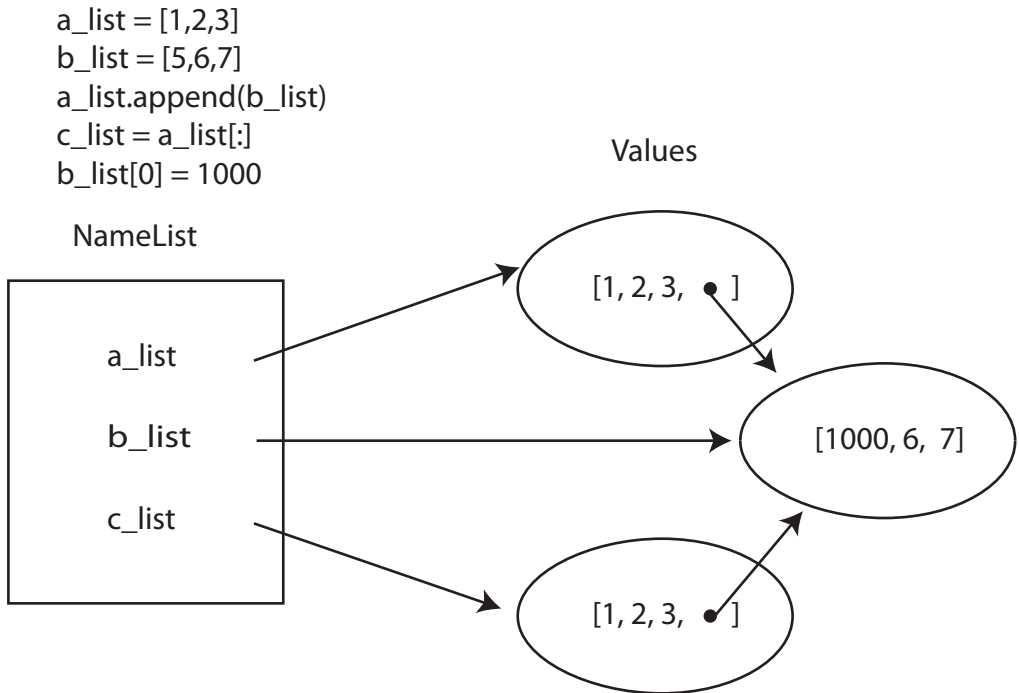 a_list = [1,2,3]
b_list = [5,6,7]
a_list.append(b_list)
c_list = a_list[:]
b_list[0] = 1000
Values
NameList
[1, 2, 3, ]
a_list
b_list
[1000, 6, 7]
c_list
[1, 2, 3, ]